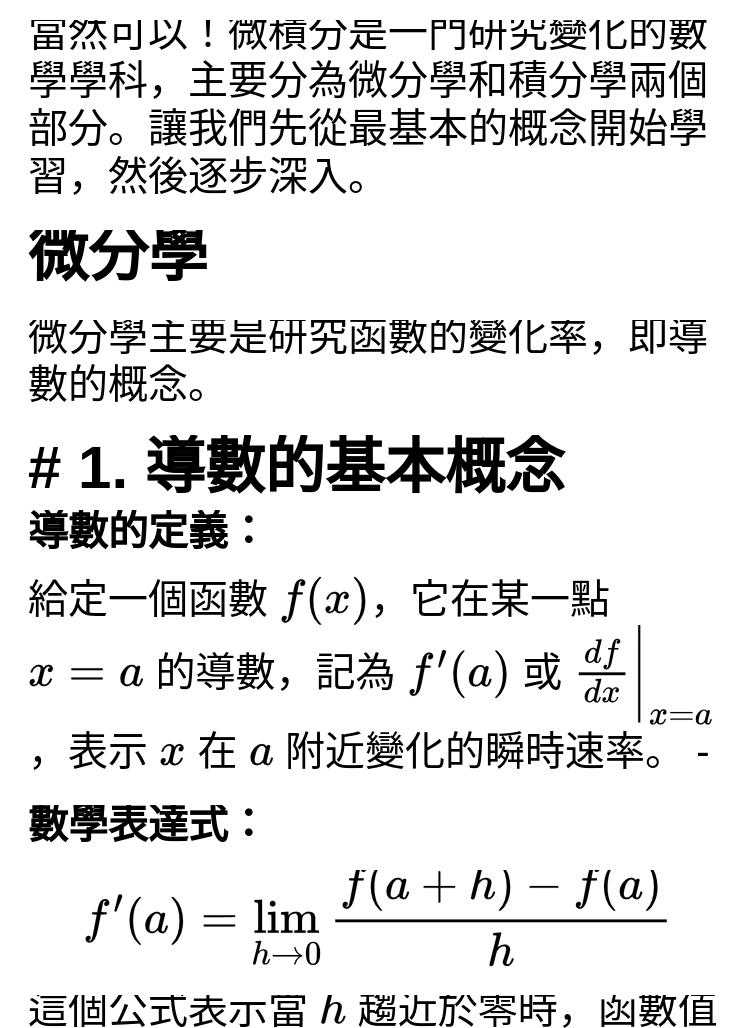 當然可以！微積分是一門研究變化的數
學學科，主要分為微分學和積分學兩個
部分。讓我們先從最基本的概念開始學
習，然後逐步深入。
微分學
微分學主要是研究函數的變化率，即導
數的概念。
# 1. 導數的基本概念
導數的定義：
給定一個函數 f(x)，它在某一點
x = a 的導數，記為 f′(a) 或 \frac{df}{dx}|_{x=a}
，表示 x 在 a 附近變化的瞬時速率。 -
數學表達式：
f′(a) = \lim_{h→0} \frac{f(a + h) − f(a)}{h}
這個公式表示當 h 趨近於零時，函數值